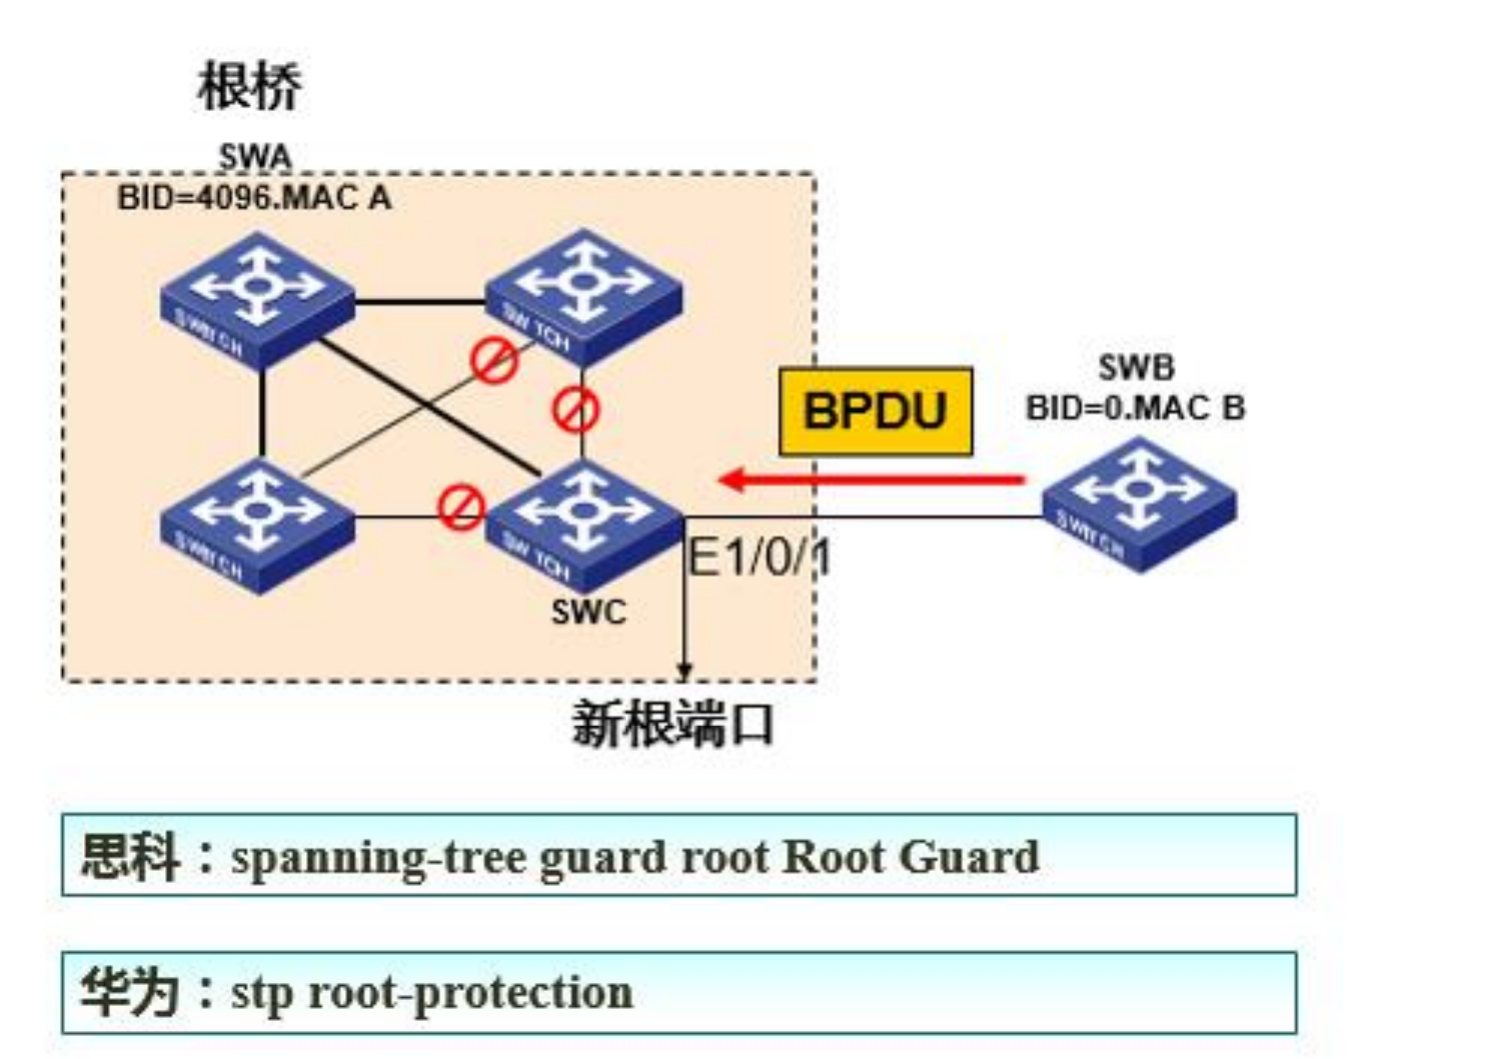 根桥
SWA
BID=4096.MAC A
SWITCH
SWITCH
BPDU
SWB
BID=0.MAC B
SWITCH
SWITCH
SWITCH
E1/0/1
SWC
新根端口
思科：spanning-tree guard root Root Guard
华为：stp root-protection